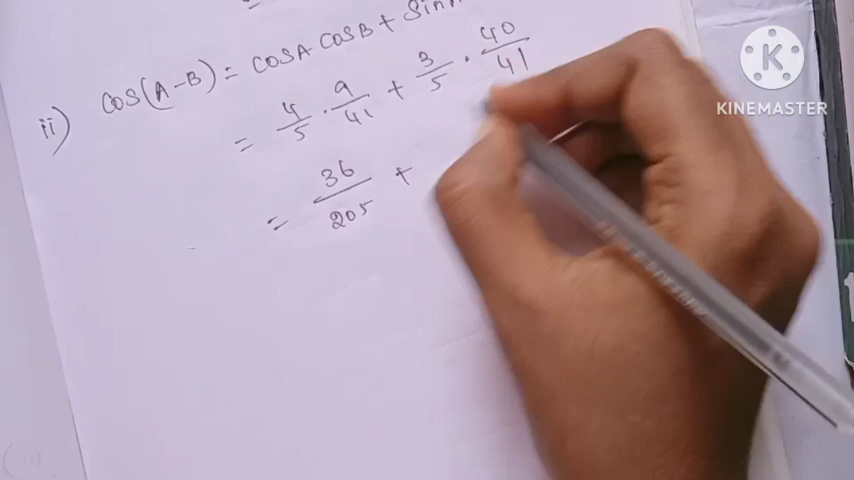 ii) cos(A-B) = cosA cosB + sin
= 4/5 · 9/41 + 3/5 · 40/41
= 36/205 +
K
KINEMASTER